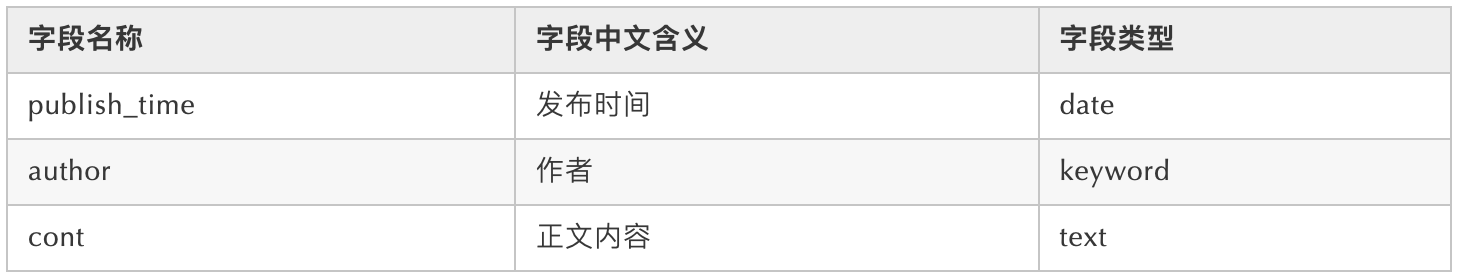 字段名称 字段中文含义 字段类型
publish_time 发布时间 date
author 作者 keyword
cont 正文内容 text